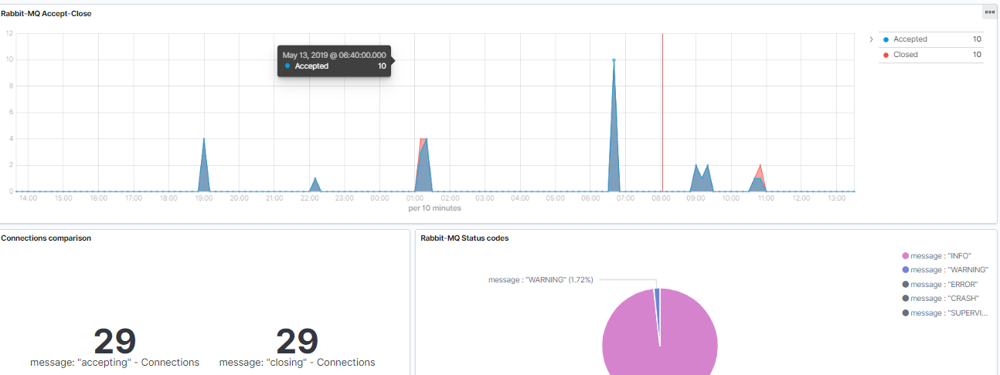 Rabbit-MQ Accept-Close
12
10
8
6
4
2
0
May 13, 2019 @ 06:40:00.000
Accepted 10
14:00 15:00 16:00 17:00 18:00 19:00 20:00 21:00 22:00 23:00 00:00 01:00 02:00 03:00 04:00 05:00 06:00 07:00 08:00 09:00 10:00 11:00 12:00 13:00
per 10 minutes
Accepted 10
Closed 10
Connections comparison
29
message: "accepting" - Connections
29
message: "closing" - Connections
Rabbit-MQ Status codes
message : "WARNING" (1.72%)
message : "INFO"
message : "WARNING"
message : "ERROR"
message : "CRASH"
message : "SUPERVI...